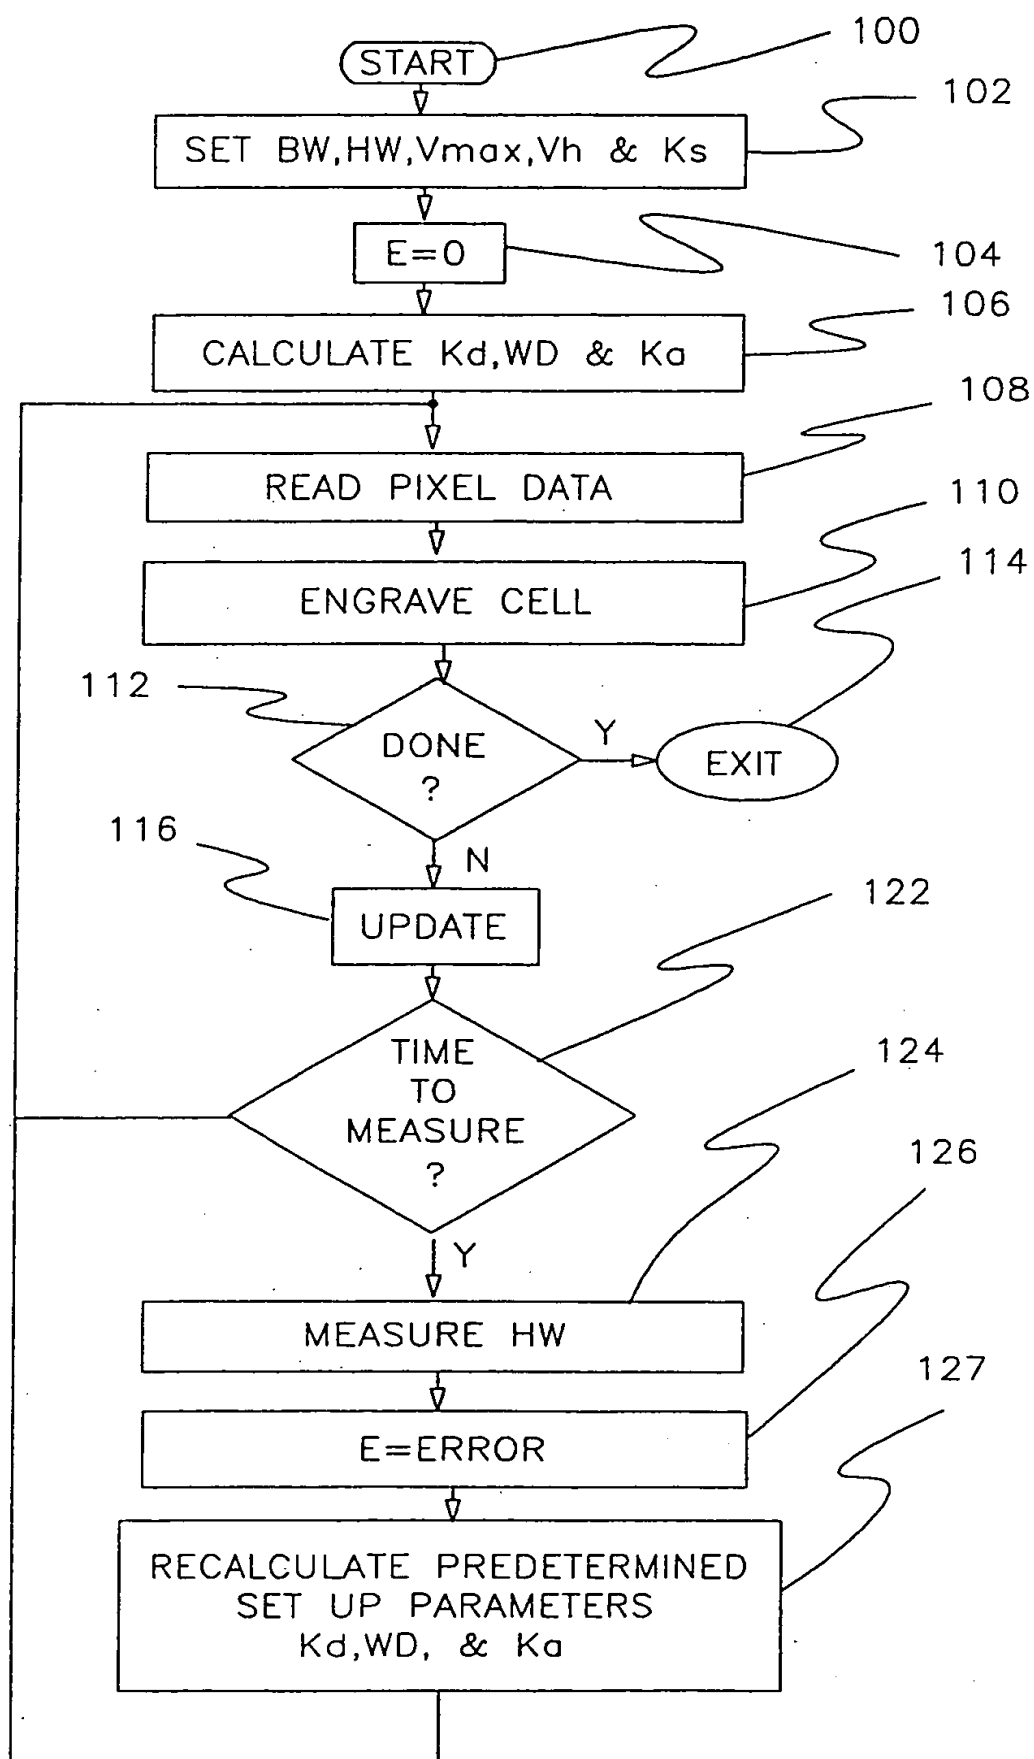 100
START
102
SET BW,HW,Vmax,Vh & Ks
104
E=0
106
CALCULATE Kd,WD & Ka
108
READ PIXEL DATA
110
114
ENGRAVE CELL
112
DONE
?
Y
EXIT
116
N
122
UPDATE
TIME
TO
MEASURE
?
124
126
Y
MEASURE HW
127
E=ERROR
RECALCULATE PREDETERMINED
SET UP PARAMETERS
Kd,WD, & Ka